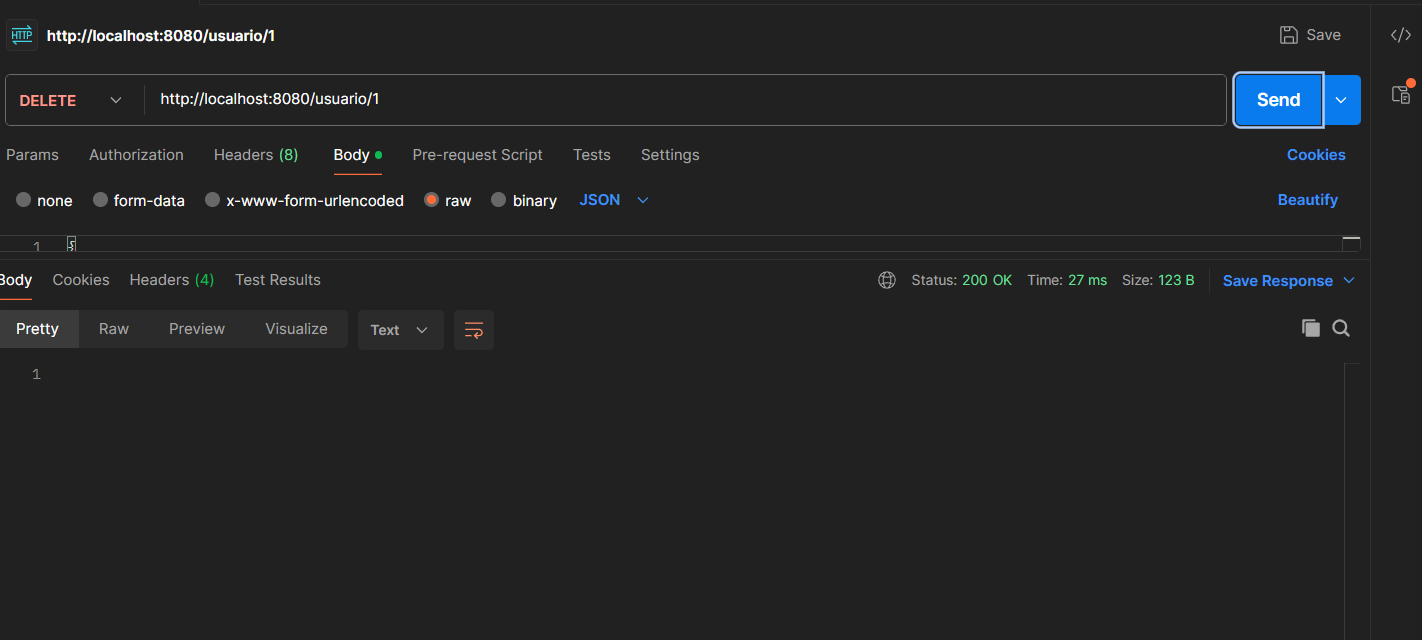 HTTP http://localhost:8080/usuario/1 Save
DELETE http://localhost:8080/usuario/1 Send
Params Authorization Headers (8) Body Pre-request Script Tests Settings Cookies
none form-data x-www-form-urlencoded raw binary JSON Beautify
1 {
Body Cookies Headers (4) Test Results Status: 200 OK Time: 27 ms Size: 123 B Save Response
Pretty Raw Preview Visualize Text
1